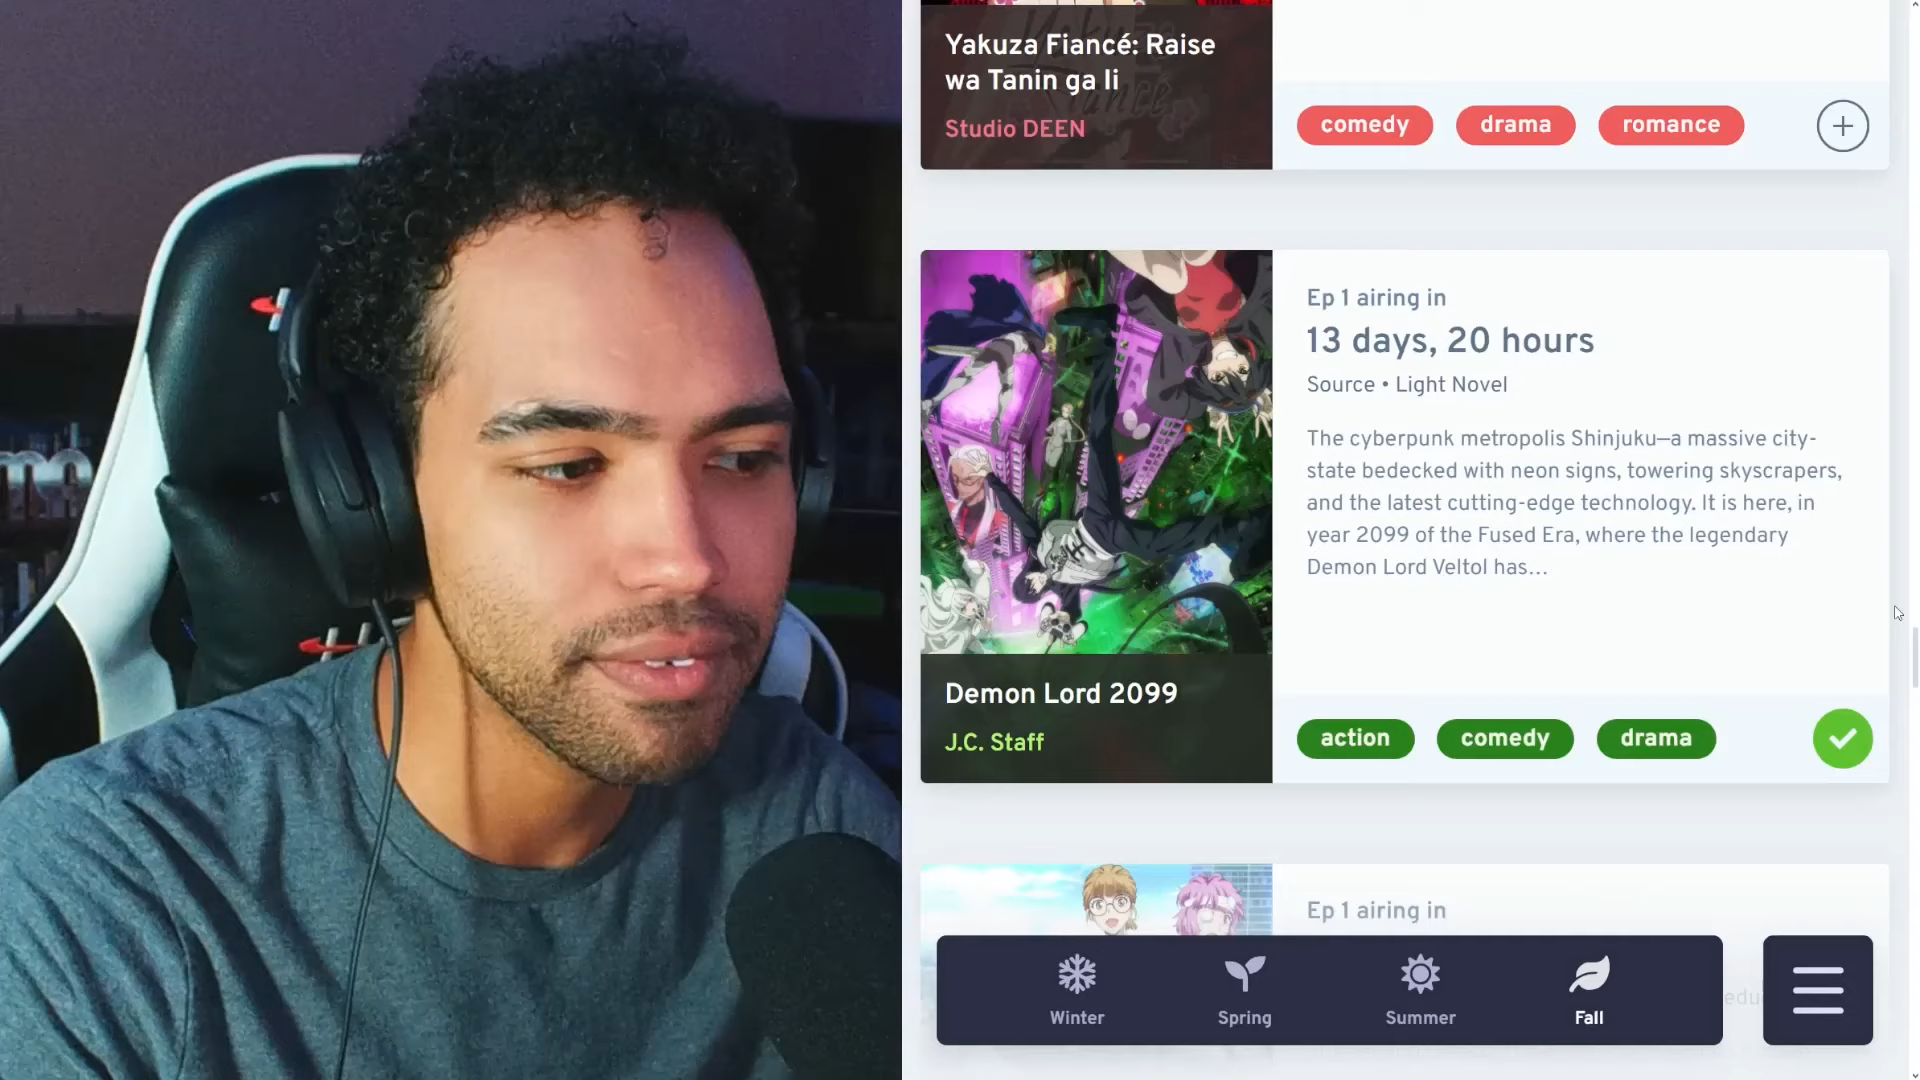 Yakuza Fiancé: Raise
wa Tanin ga Ii
Studio DEEN
comedy
drama
romance
Ep 1 airing in
13 days, 20 hours
Source • Light Novel
The cyberpunk metropolis Shinjuku—a massive city-
state bedecked with neon signs, towering skyscrapers,
and the latest cutting-edge technology. It is here, in
year 2099 of the Fused Era, where the legendary
Demon Lord Veltol has...
Demon Lord 2099
J.C. Staff
action
comedy
drama
Ep 1 airing in
Winter
Spring
Summer
Fall